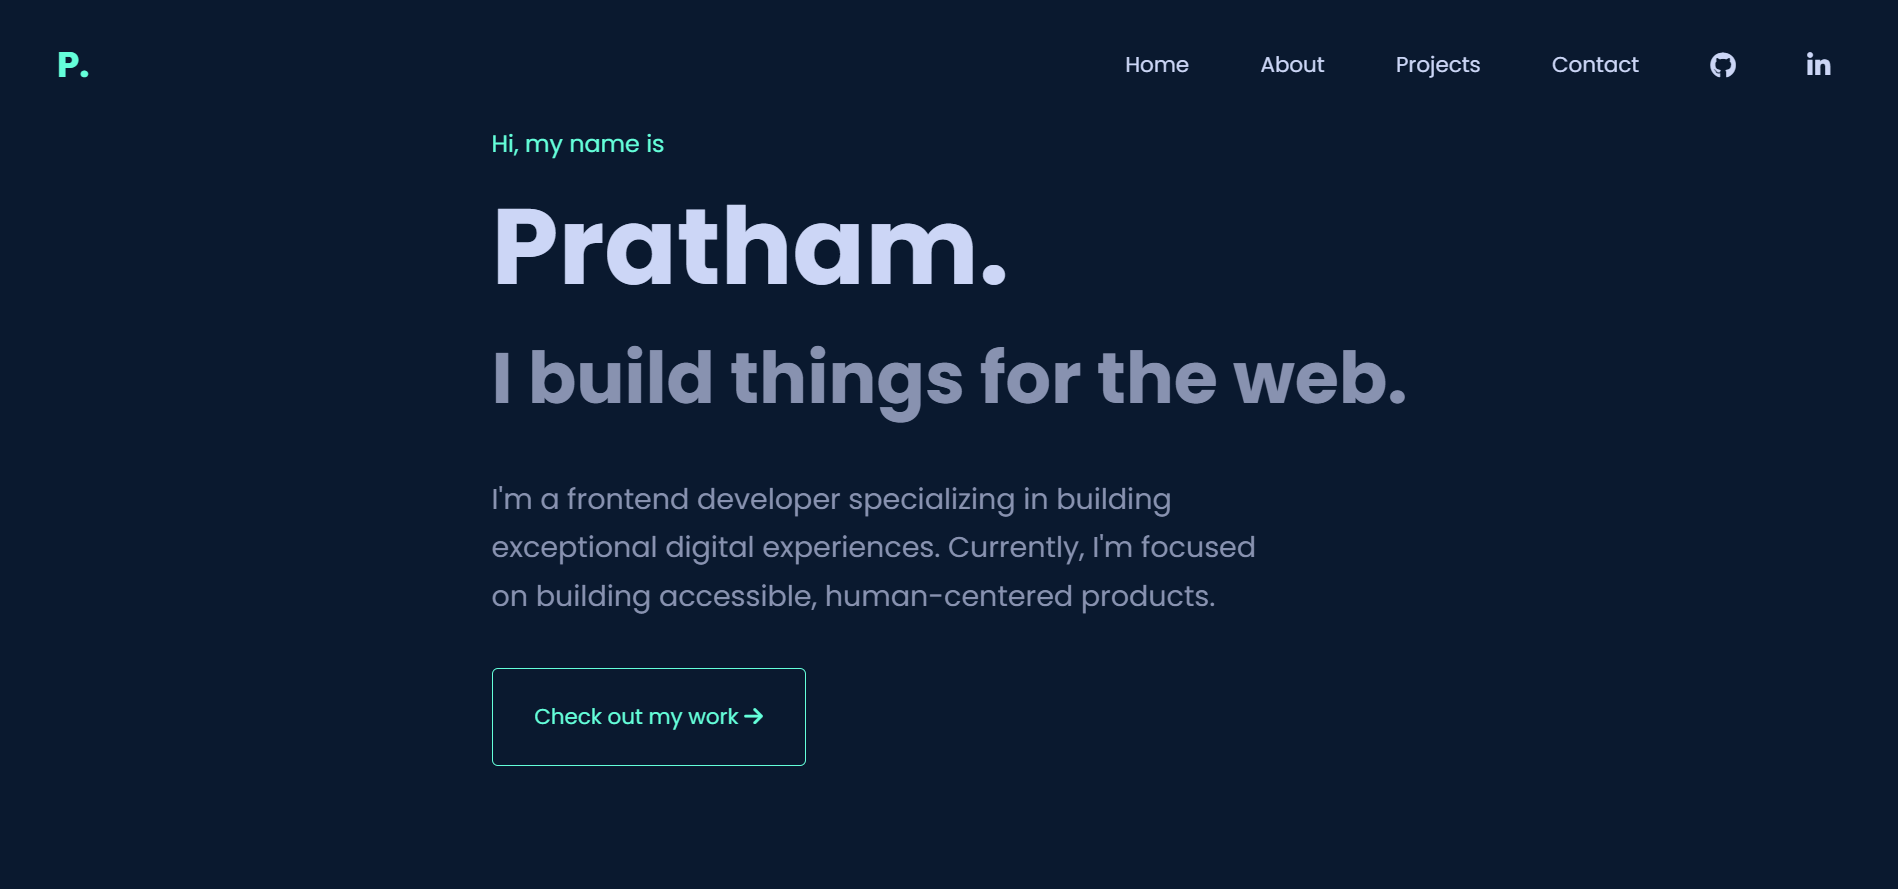 P.
Home About Projects Contact
Hi, my name is
Pratham.
I build things for the web.
I'm a frontend developer specializing in building
exceptional digital experiences. Currently, I'm focused
on building accessible, human-centered products.
Check out my work →